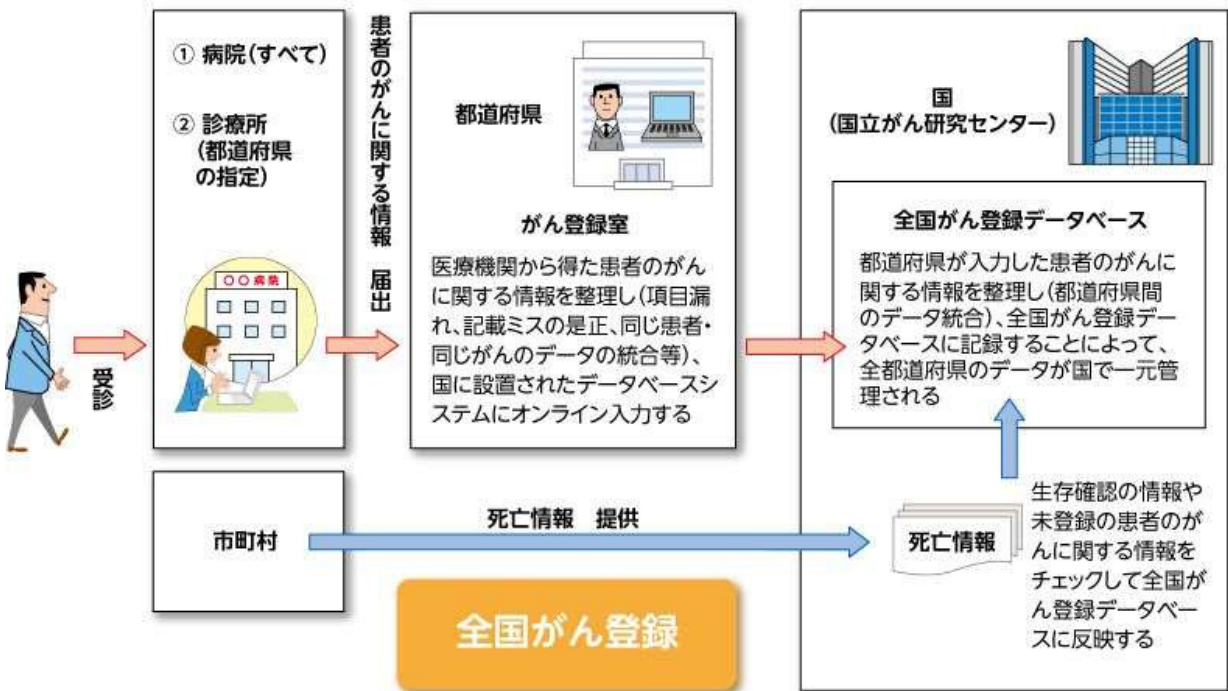 受診
① 病院(すべて)
② 診療所
(都道府県
の指定)
〇〇病院
患者のがんに関する情報 届出
都道府県
がん登録室
医療機関から得た患者のがん
に関する情報を整理し(項目漏
れ、記載ミスの是正、同じ患者・
同じがんのデータの統合等)、
国に設置されたデータベースシ
ステムにオンライン入力する
国
(国立がん研究センター)
全国がん登録データベース
都道府県が入力した患者のがんに
関する情報を整理し(都道府県間
のデータ統合)、全国がん登録デー
タベースに記録することによって、
全都道府県のデータが国で一元管
理される
市町村
死亡情報 提供
死亡情報
生存確認の情報や
未登録の患者のが
んに関する情報を
チェックして全国が
ん登録データベー
スに反映する
全国がん登録